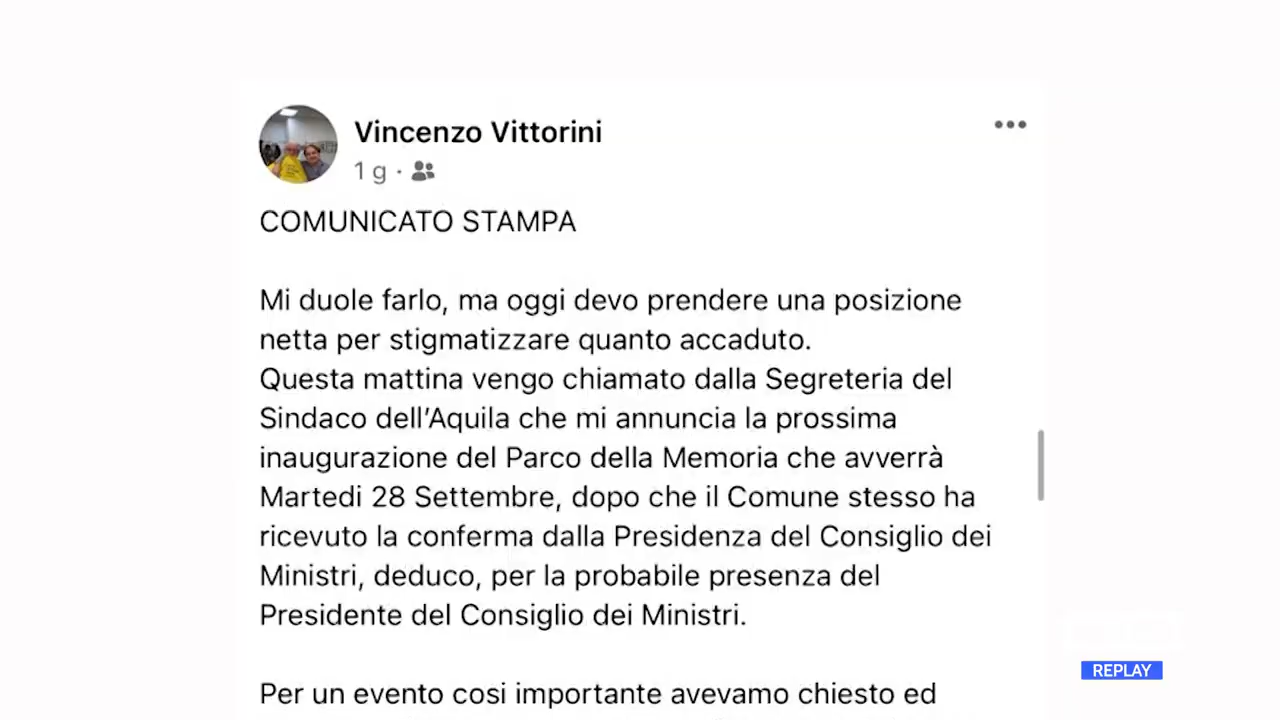 Vincenzo Vittorini
1 g ·
COMUNICATO STAMPA
Mi duole farlo, ma oggi devo prendere una posizione
netta per stigmatizzare quanto accaduto.
Questa mattina vengo chiamato dalla Segreteria del
Sindaco dell’Aquila che mi annuncia la prossima
inaugurazione del Parco della Memoria che avverrà
Martedi 28 Settembre, dopo che il Comune stesso ha
ricevuto la conferma dalla Presidenza del Consiglio dei
Ministri, deduco, per la probabile presenza del
Presidente del Consiglio dei Ministri.
Per un evento cosi importante avevamo chiesto ed
REPLAY